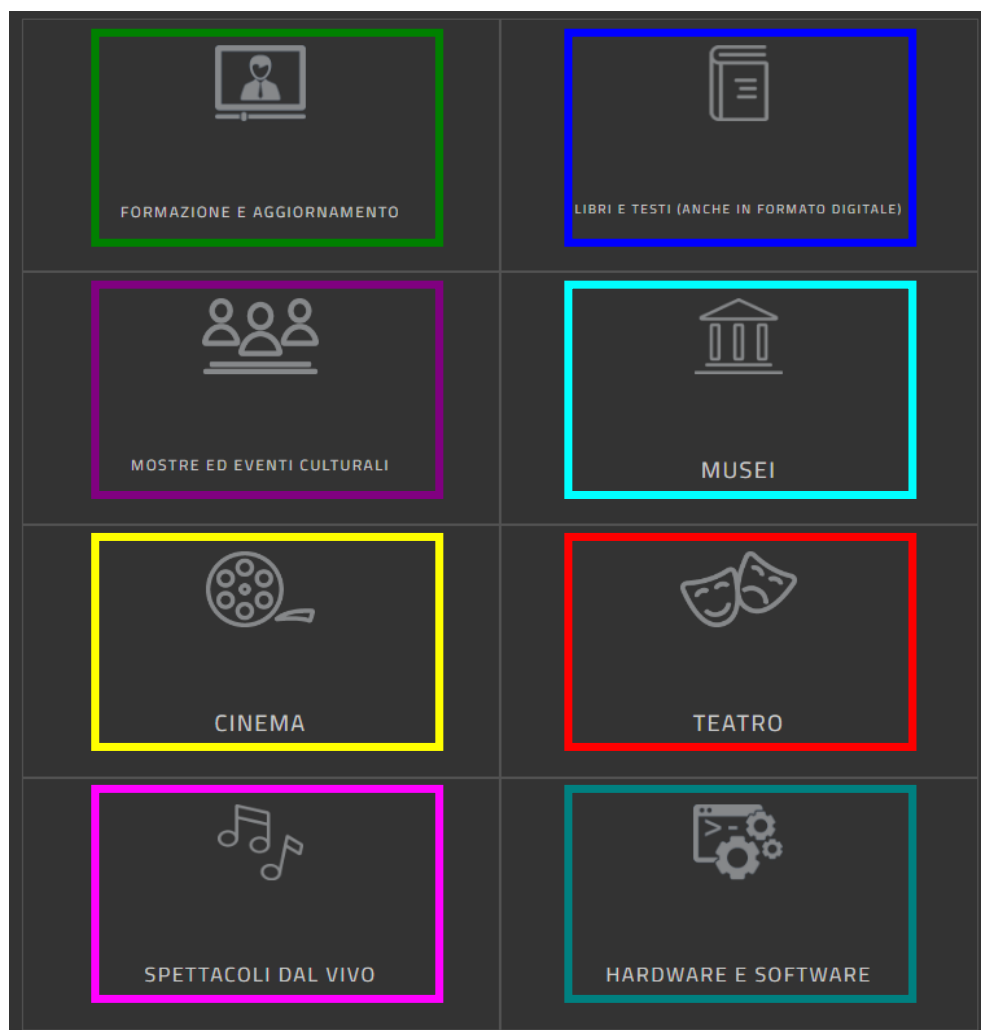 FORMAZIONE E AGGIORNAMENTO
LIBRI E TESTI (ANCHE IN FORMATO DIGITALE)
MOSTRE ED EVENTI CULTURALI
MUSEI
CINEMA
TEATRO
SPETTACOLI DAL VIVO
HARDWARE E SOFTWARE